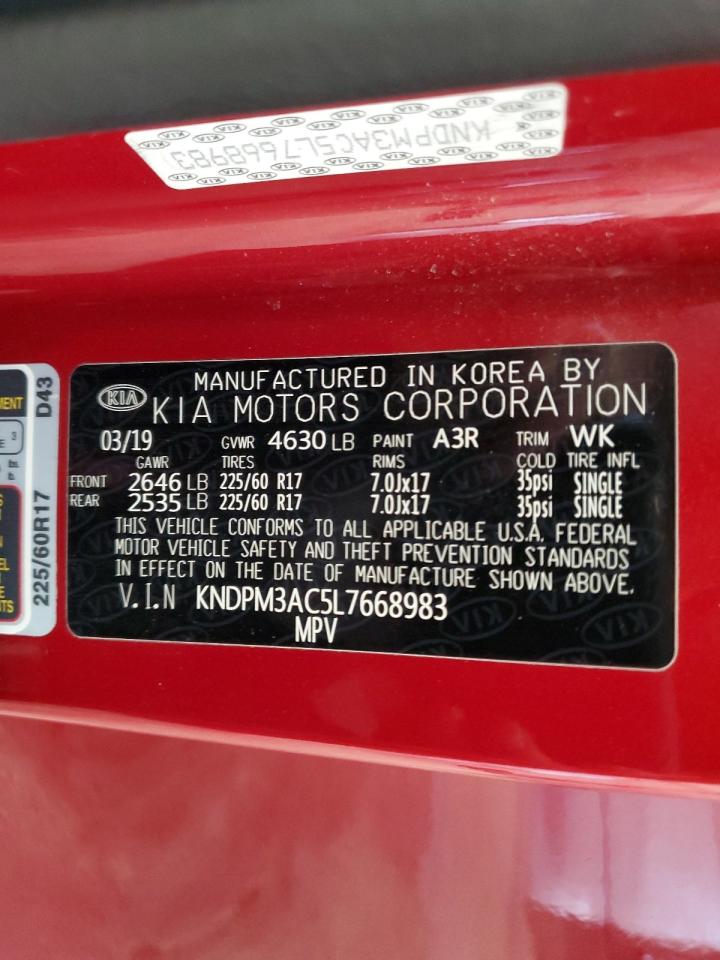 KNDPM3AC5L7668983
MANUFACTURED IN KOREA BY
KIA KIA MOTORS CORPORATION
03/19 GVWR 4630 LB PAINT A3R TRIM WK
GAWR TIRES RIMS COLD TIRE INFL
FRONT 2646 LB 225/60 R17 7.0Jx17 35psi SINGLE
REAR 2535 LB 225/60 R17 7.0Jx17 35psi SINGLE
THIS VEHICLE CONFORMS TO ALL APPLICABLE U.S.A. FEDERAL
MOTOR VEHICLE SAFETY AND THEFT PREVENTION STANDARDS
IN EFFECT ON THE DATE OF MANUFACTURE SHOWN ABOVE.
V.I.N KNDPM3AC5L7668983
MPV
225/60R17 D43
3